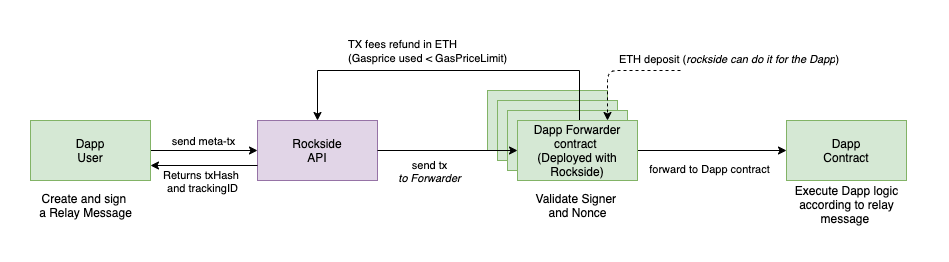 TX fees refund in ETH
(Gasprice used < GasPriceLimit)
ETH deposit (rockside can do it for the Dapp)
Dapp
User
send meta-tx
Returns txHash
and trackingID
Create and sign
a Relay Message
Rockside
API
send tx
to Forwarder
Dapp Forwarder
contract
(Deployed with
Rockside)
Validate Signer
and Nonce
forward to Dapp contract
Dapp
Contract
Execute Dapp logic
according to relay
message